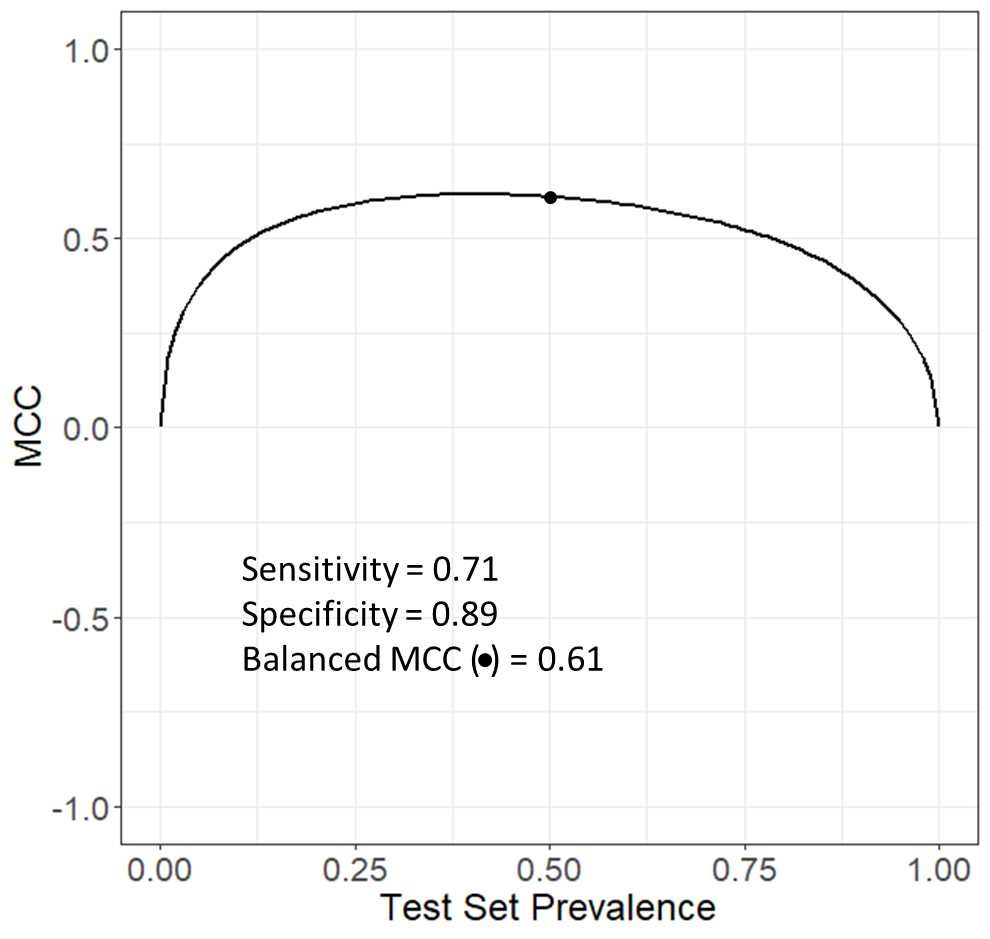 1.0
0.5
0.0
-0.5
-1.0
MCC
Sensitivity = 0.71
Specificity = 0.89
Balanced MCC (•) = 0.61
0.00 0.25 0.50 0.75 1.00
Test Set Prevalence